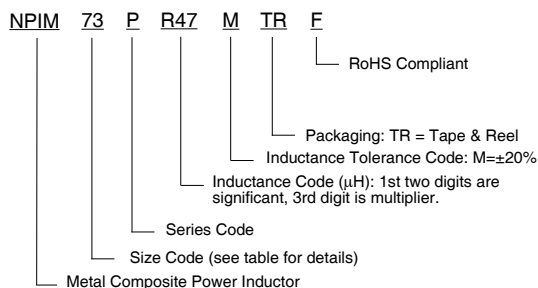 NPIM 73 P R47 M TR F
RoHS Compliant
Packaging: TR = Tape & Reel
Inductance Tolerance Code: M=±20%
Inductance Code (μH): 1st two digits are
significant, 3rd digit is multiplier.
Series Code
Size Code (see table for details)
Metal Composite Power Inductor